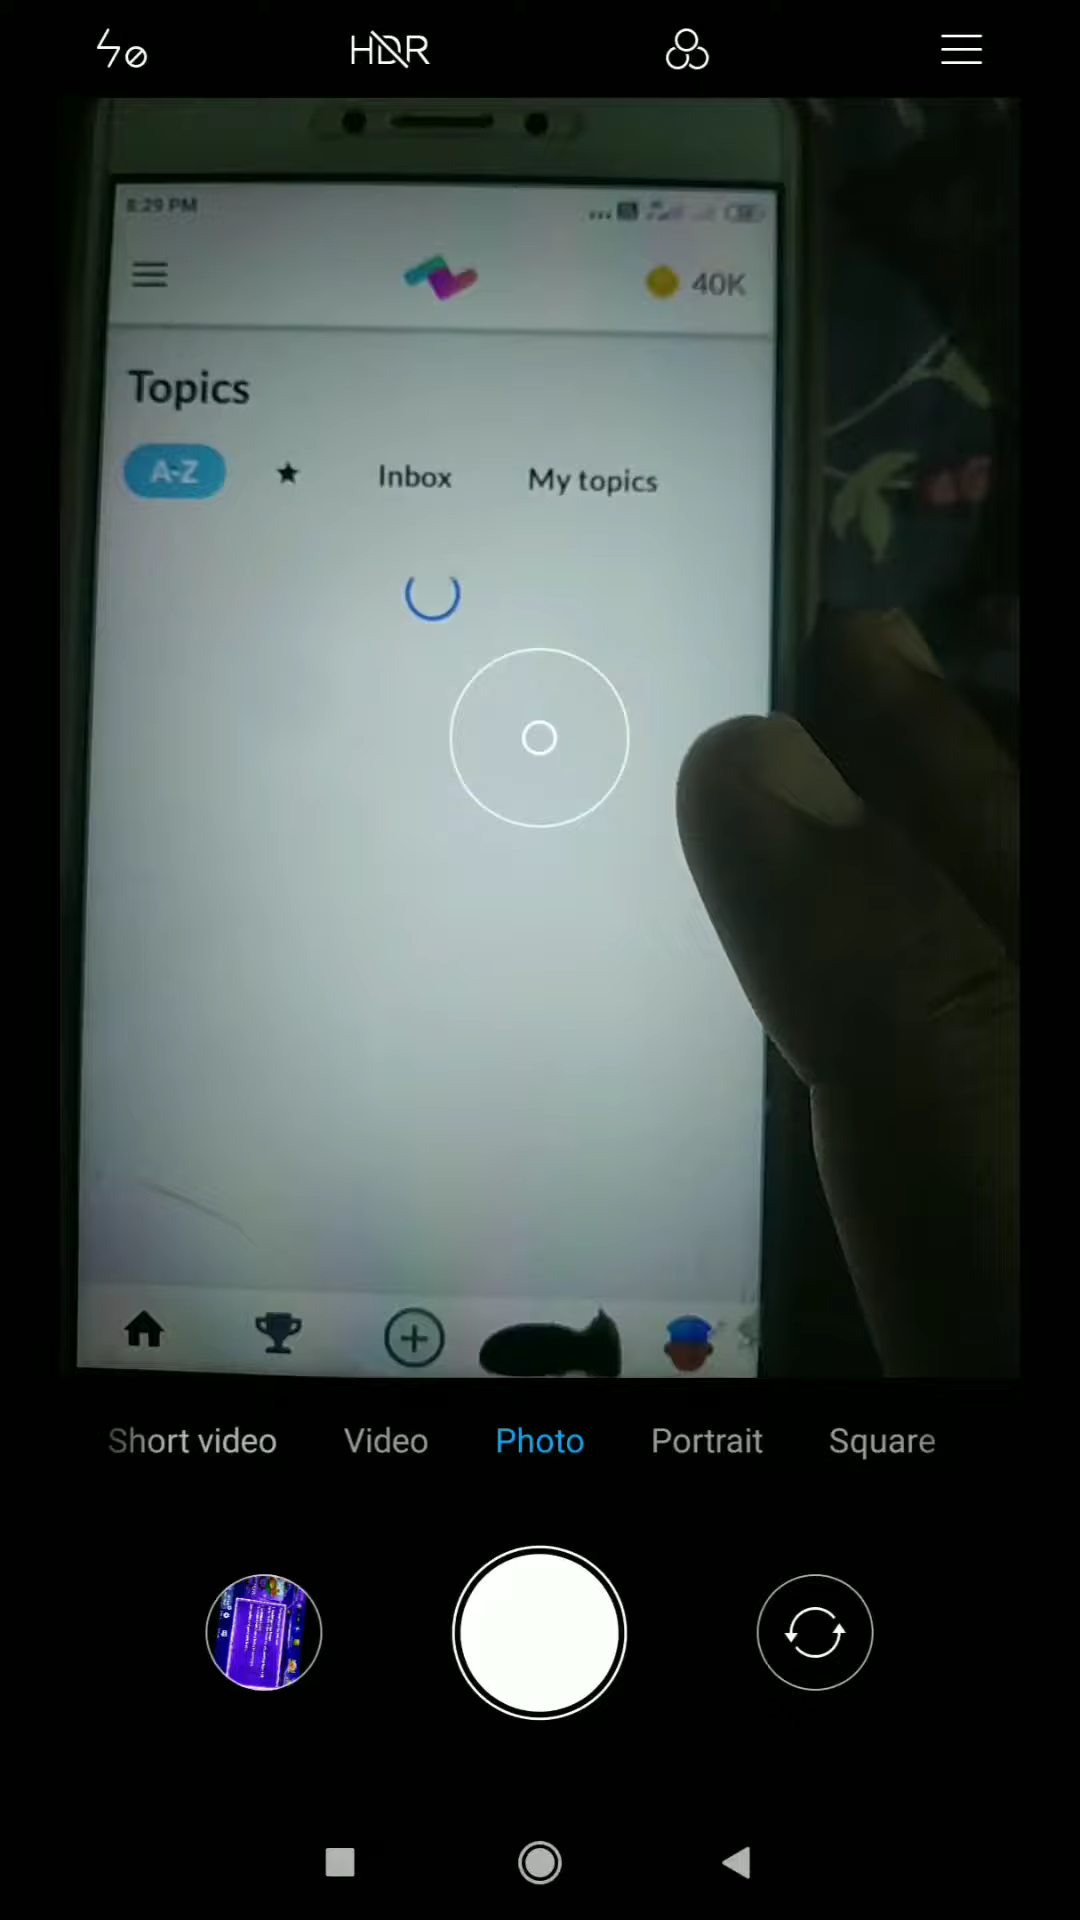 HDR
8:29 PM
40K
Topics
A-Z
Inbox
My topics
Short video
Video
Photo
Portrait
Square